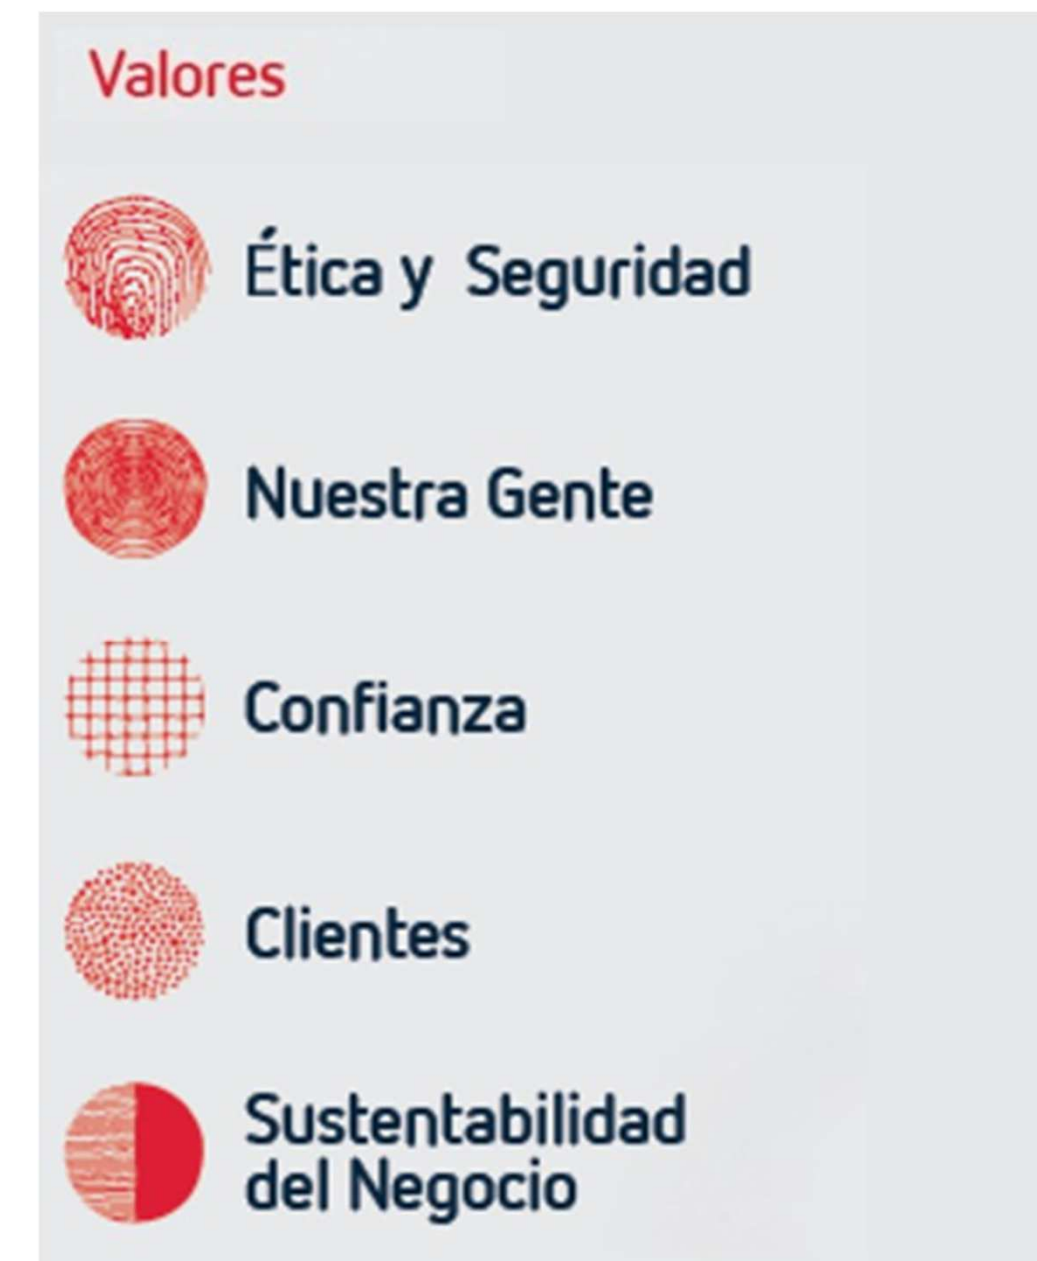 Valores
Ética y Seguridad
Nuestra Gente
Confianza
Clientes
Sustentabilidad
del Negocio